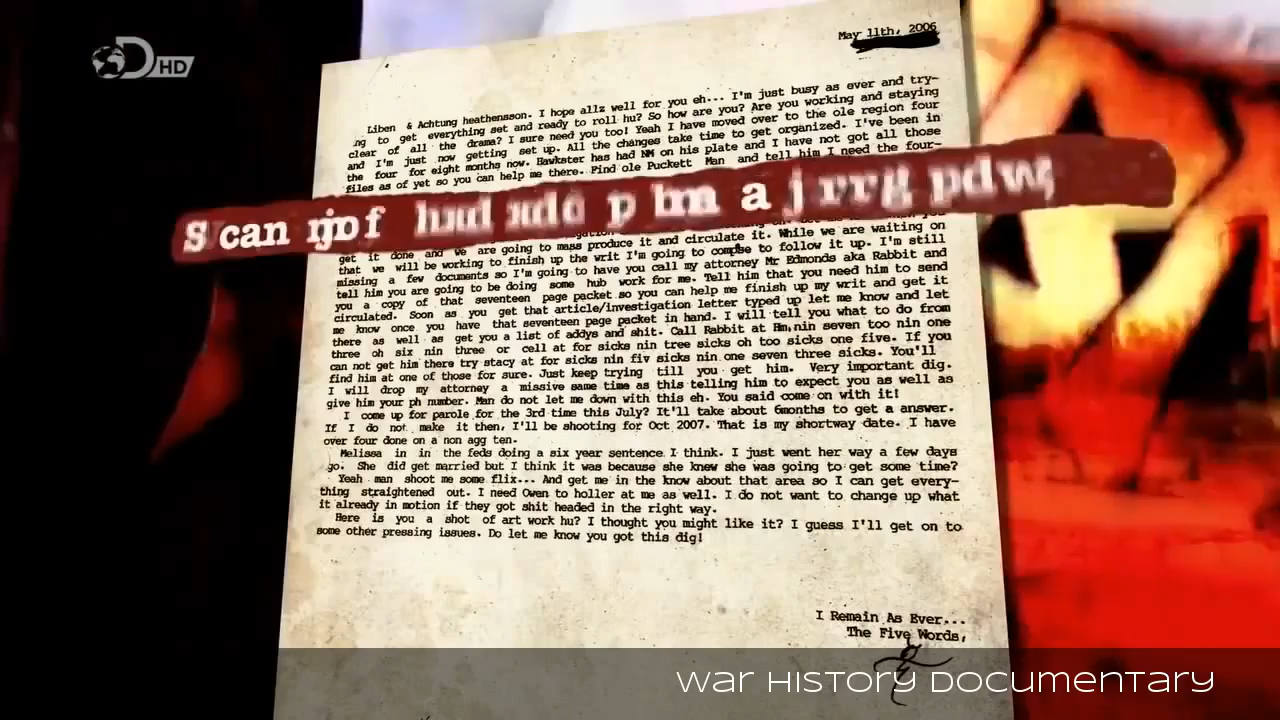 D HD
May 11th, 2006
Liben & Achtung heathensson. I hope allz well for you eh... I'm just busy as ever and try-
ng to get everything set and ready to roll hu? So how are you? Are you working and staying
clear of all the drama? I sure need you too! Yeah I have moved over to the ole region four
and I'm just now getting set up. All the changes take time to get organized. I've been in
the four for eight months now. Hawkster has had NM on his plate and I have not got all those
files as of yet so you can help me there. Find ole Puckett Man and tell him I need the four-
get it done and we are going to mass produce it and circulate it. While we are waiting on
that we will be working to finish up the writ I'm going to compbse to follow it up. I'm still
missing a few documents so I'm going to have you call my attorney Mr Edmonds aka Rabbit and
tell him you are going to be doing some hub work for me. Tell him that you need him to send
you a copy of that seventeen page packet so you can help me finish up my writ and get it
circulated. Soon as you get that article/investigation letter typed up let me know and let
me know once you have that seventeen page packet in hand. I will tell you what to do from
there as well as get you a list of addys and shit. Call Rabbit at Hm,nin seven too nin one
three oh six nin three or cell at for sicks nin tree sicks oh too sicks one five. If you
can not get him there try stacy at for sicks nin fiv sicks nin one seven three sicks. You'll
find him at one of those for sure. Just keep trying till you get him. Very important dig.
I will drop my attorney a missive same time as this telling him to expect you as well as
give him your ph number. Man do not let me down with this eh. You said come on with it!
I come up for parole for the 3rd time this July? It'll take about 6months to get a answer.
If I do not make it then, I'll be shooting for Oct 2007. That is my shortway date. I have
over four done on a non agg ten.
Melissa in in the feds doing a six year sentence I think. I just went her way a few days
go. She did get married but I think it was because she knew she was going to get some time?
Yeah man shoot me some flix... And get me in the know about that area so I can get every-
thing straightened out. I need Owen to holler at me as well. I do not want to change up what
it already in motion if they got shit headed in the right way.
Here is you a shot of art work hu? I thought you might like it? I guess I'll get on to
some other pressing issues. Do let me know you got this dig!
I Remain As Ever...
The Five Words,
War History Documentary